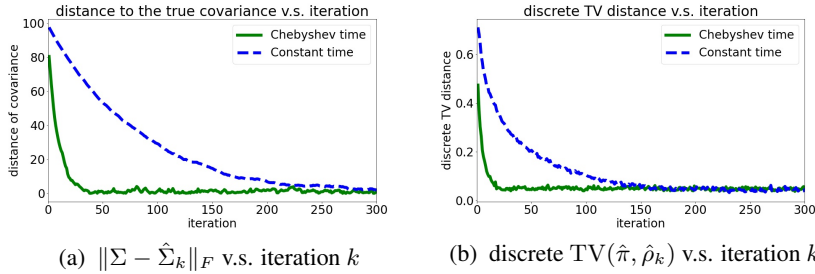 distance to the true covariance v.s. iteration
100
80
60
40
20
0
distance of covariance
Chebyshev time
Constant time
0 50 100 150 200 250 300
iteration
(a) ‖Σ − Σ̂ₖ‖_F v.s. iteration k
discrete TV distance v.s. iteration
0.6
0.4
0.2
0.0
discrete TV distance
Chebyshev time
Constant time
0 50 100 150 200 250 300
iteration
(b) discrete TV(π̂, ρ̂ₖ) v.s. iteration k